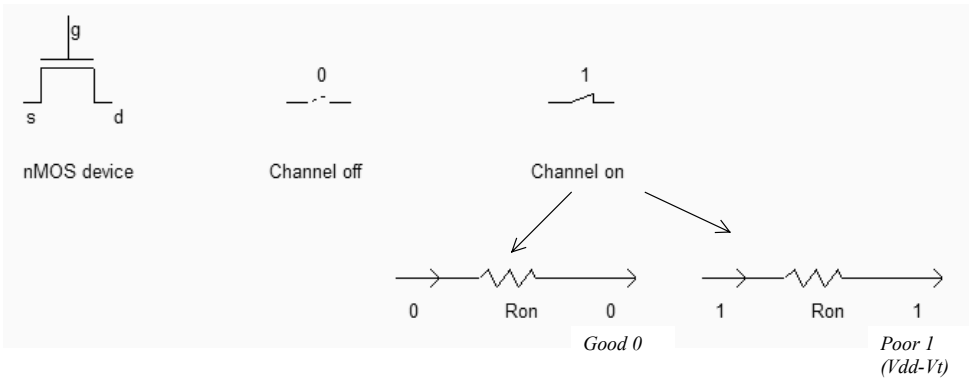 g
0
1
s
d
nMOS device
Channel off
Channel on
0
Ron
0
1
Ron
1
Good 0
Poor 1
(Vdd-Vt)